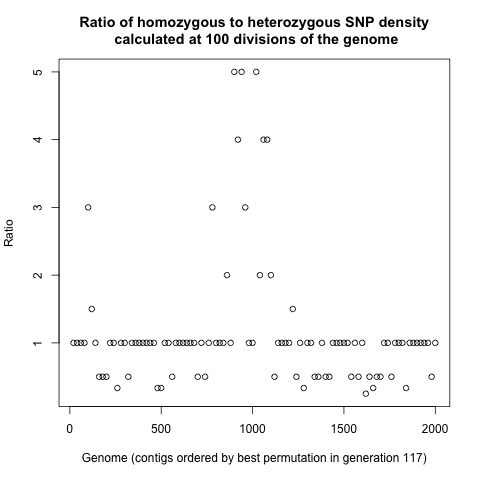 Ratio of homozygous to heterozygous SNP density
calculated at 100 divisions of the genome
5
4
3
2
1
Ratio
0 500 1000 1500 2000
Genome (contigs ordered by best permutation in generation 117)